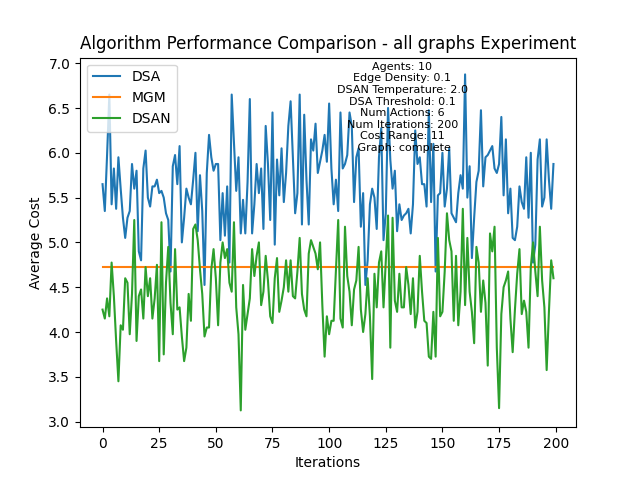 Algorithm Performance Comparison - all graphs Experiment
7.0
6.5
6.0
5.5
5.0
4.5
4.0
3.5
3.0
Average Cost
DSA
MGM
DSAN
Agents: 10
Edge Density: 0.1
DSAN Temperature: 2.0
DSA Threshold: 0.1
Num Actions: 6
Num Iterations: 200
Cost Range: 11
Graph: complete
0 25 50 75 100 125 150 175 200
Iterations